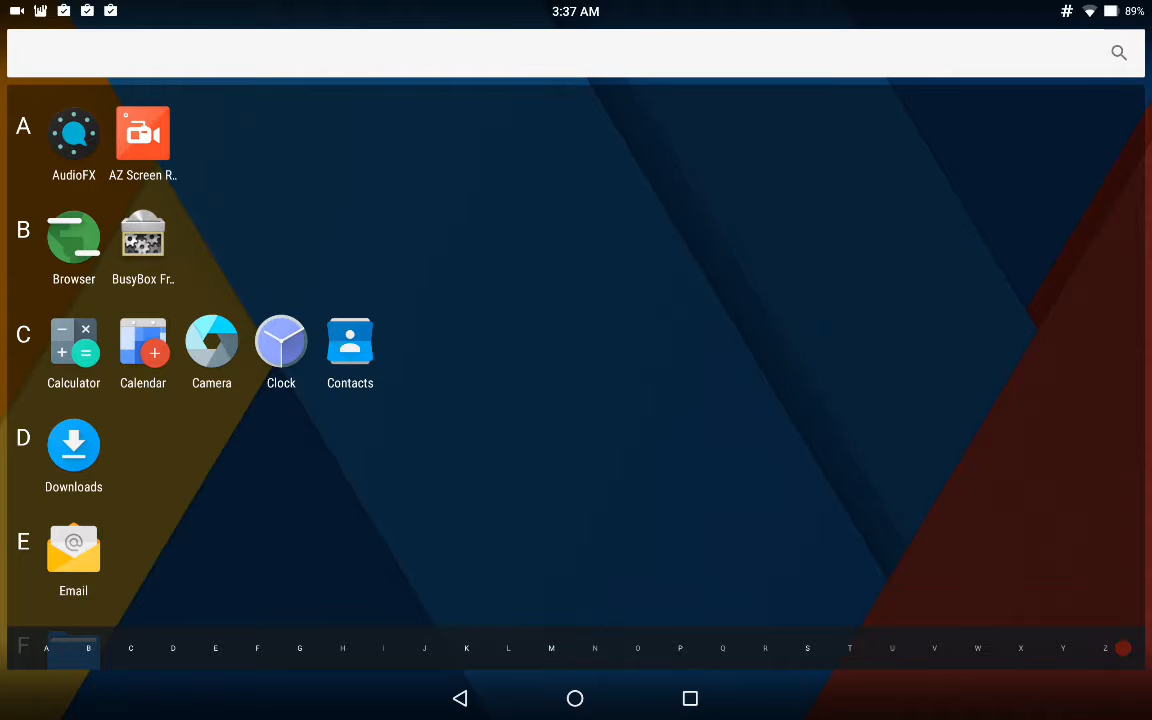 3:37 AM
89%
A
AudioFX
AZ Screen R..
B
Browser
BusyBox Fr..
C
Calculator
Calendar
Camera
Clock
Contacts
D
Downloads
E
Email
F
A B C D E F G H I J K L M N O P Q R S T U V W X Y Z